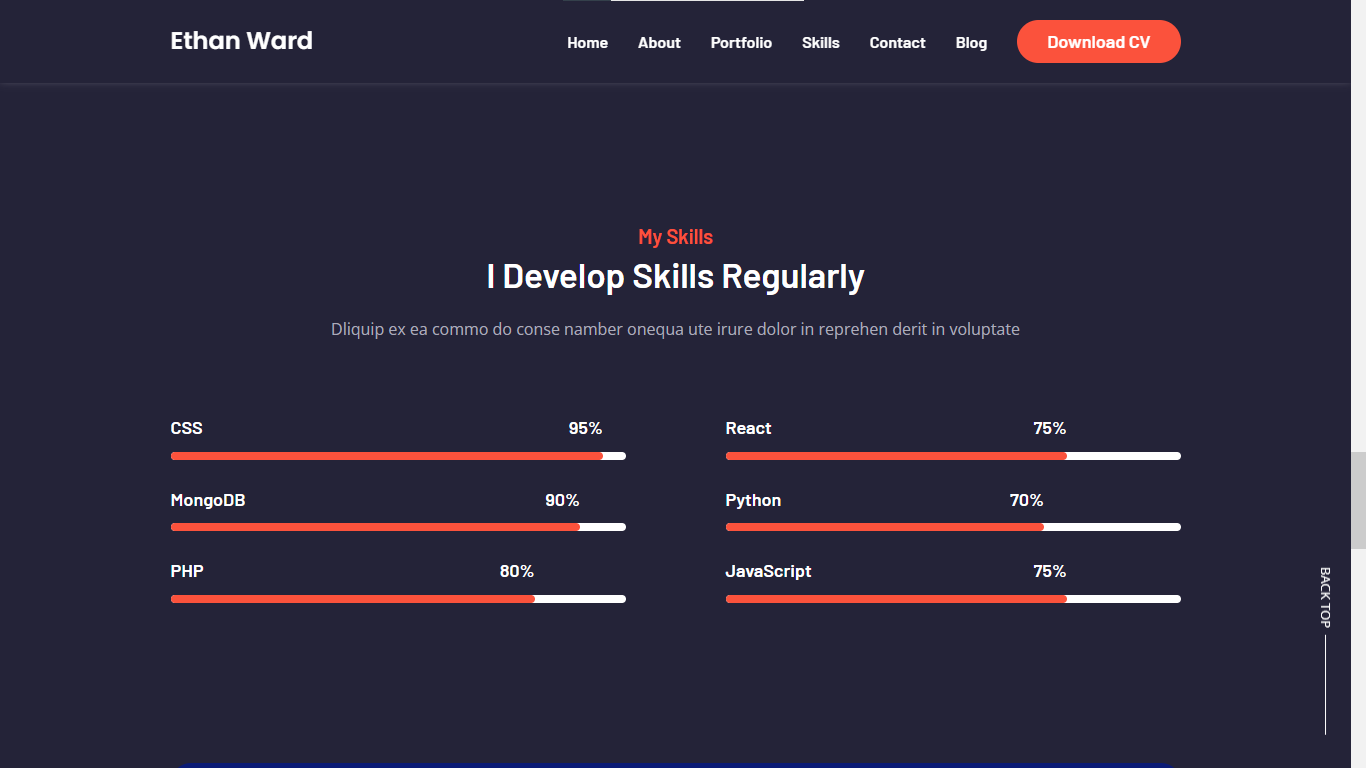 Ethan Ward
Home About Portfolio Skills Contact Blog Download CV
My Skills
I Develop Skills Regularly
Dliquip ex ea commo do conse namber onequa ute irure dolor in reprehen derit in voluptate
CSS 95%
React 75%
MongoDB 90%
Python 70%
PHP 80%
JavaScript 75%
BACK TOP